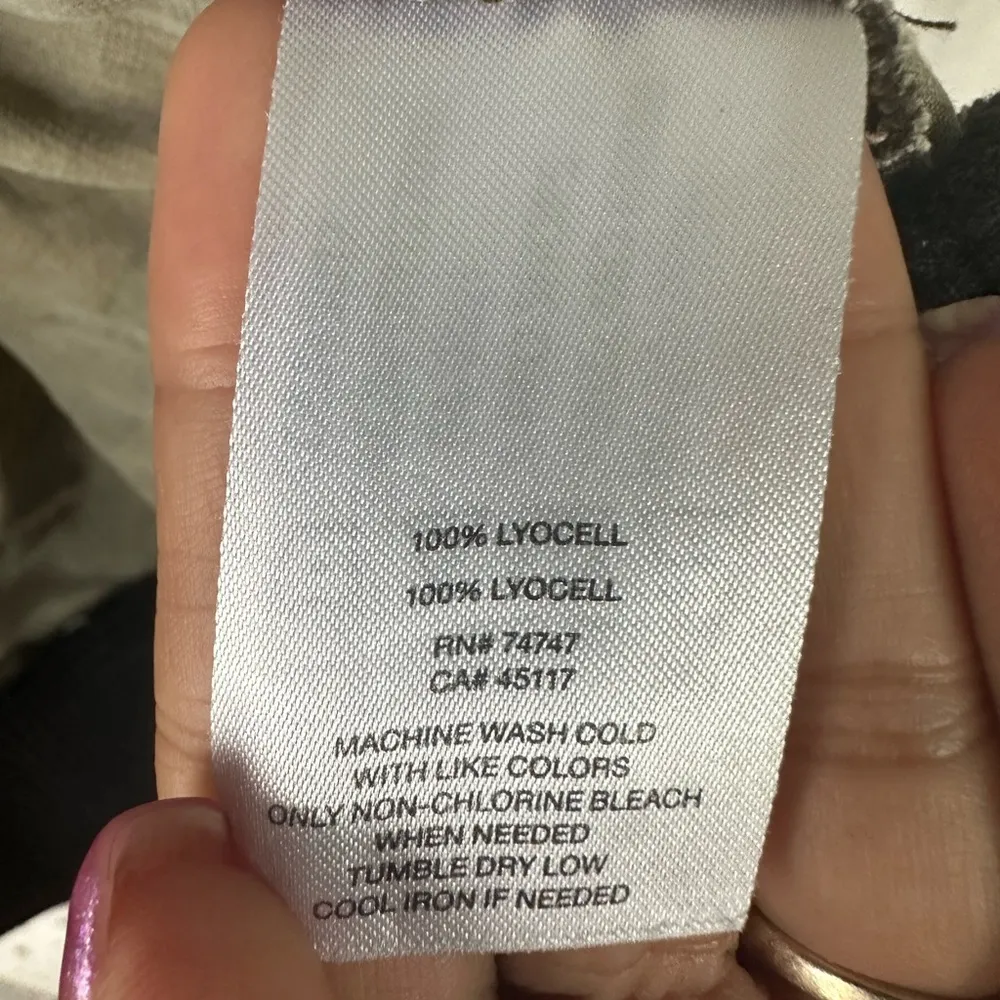 100% LYOCELL
100% LYOCELL
RN# 74747
CA# 45117
MACHINE WASH COLD
WITH LIKE COLORS
ONLY NON-CHLORINE BLEACH
WHEN NEEDED
TUMBLE DRY LOW
COOL IRON IF NEEDED